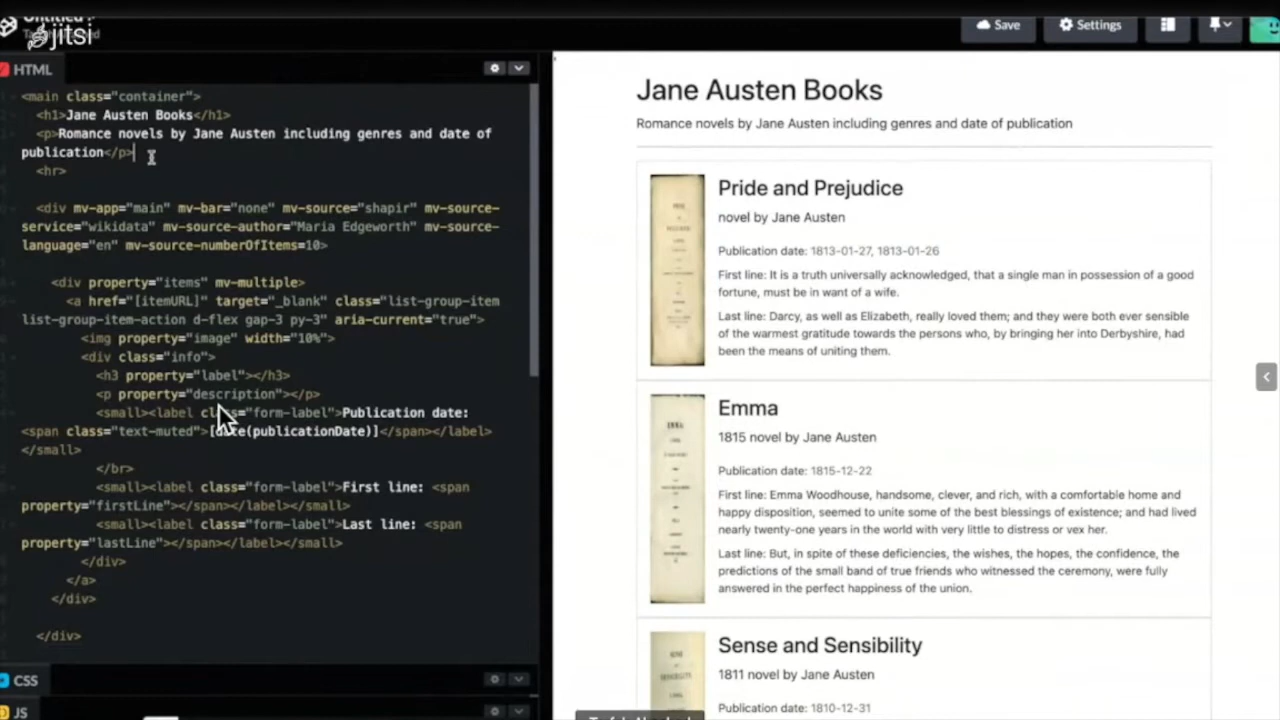 Untitled
jitsi
Save
Settings
HTML
<main class="container">
<h1>Jane Austen Books</h1>
<p>Romance novels by Jane Austen including genres and date of
publication</p>
<hr>
<div mv-app="main" mv-bar="none" mv-source="shapir" mv-source-
service="wikidata" mv-source-author="Maria Edgeworth" mv-source-
language="en" mv-source-numberOfItems=10>
<div property="items" mv-multiple>
<a href="[itemURL]" target="_blank" class="list-group-item
list-group-item-action d-flex gap-3 py-3" aria-current="true">
<img property="image" width="10%">
<div class="info">
<h3 property="label"></h3>
<p property="description"></p>
<small><label class="form-label">Publication date:
<span class="text-muted">[date(publicationDate)]</span></label>
</small>
</br>
<small><label class="form-label">First line: <span
property="firstLine"></span></label></small>
<small><label class="form-label">Last line: <span
property="lastLine"></span></label></small>
</div>
</a>
</div>
</div>
CSS
JS
Jane Austen Books
Romance novels by Jane Austen including genres and date of publication
Pride and Prejudice
novel by Jane Austen
Publication date: 1813-01-27, 1813-01-26
First line: It is a truth universally acknowledged, that a single man in possession of a good
fortune, must be in want of a wife.
Last line: Darcy, as well as Elizabeth, really loved them; and they were both ever sensible
of the warmest gratitude towards the persons who, by bringing her into Derbyshire, had
been the means of uniting them.
Emma
1815 novel by Jane Austen
Publication date: 1815-12-22
First line: Emma Woodhouse, handsome, clever, and rich, with a comfortable home and
happy disposition, seemed to unite some of the best blessings of existence; and had lived
nearly twenty-one years in the world with very little to distress or vex her.
EMMA
Last line: But, in spite of these deficiencies, the wishes, the hopes, the confidence, the
predictions of the small band of true friends who witnessed the ceremony, were fully
answered in the perfect happiness of the union.
Sense and Sensibility
1811 novel by Jane Austen
Publication date: 1810-12-31